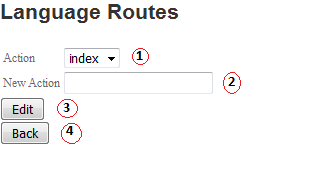 Language Routes
Action index 1
New Action 2
Edit 3
Back 4